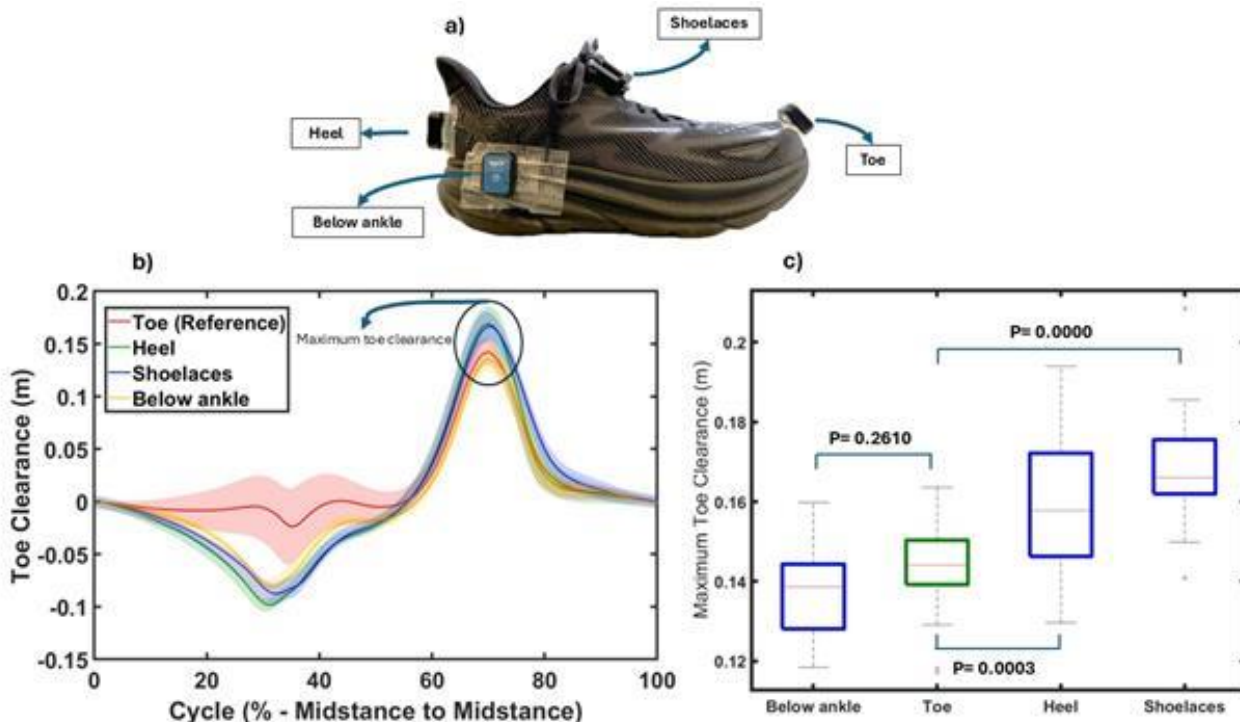 a)
Shoelaces
Heel
Toe
Below ankle
b)
0.2
0.15
0.1
0.05
0
-0.05
-0.1
-0.15
Toe Clearance (m)
Toe (Reference)
Heel
Shoelaces
Below ankle
Maximum toe clearance
0 20 40 60 80 100
Cycle (% - Midstance to Midstance)
c)
0.2
0.18
0.16
0.14
0.12
Maximum Toe Clearance (m)
P= 0.0000
P= 0.2610
P= 0.0003
Below ankle Toe Heel Shoelaces